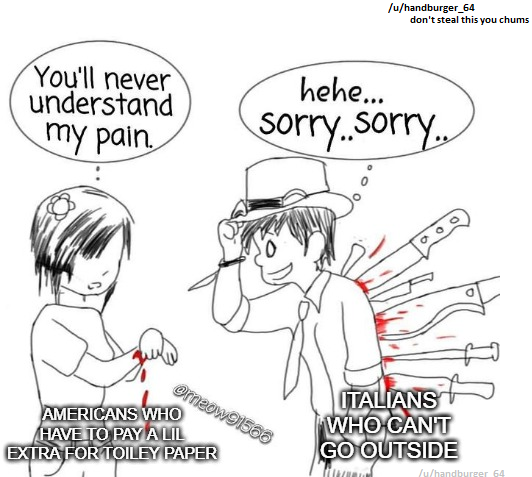 /u/handburger_64
don't steal this you chums
You'll never
understand
my pain.
hehe...
sorry..sorry..
@meow91566
AMERICANS WHO
HAVE TO PAY A LIL
EXTRA FOR TOILEY PAPER
ITALIANS
WHO CAN'T
GO OUTSIDE
/u/handburger_64